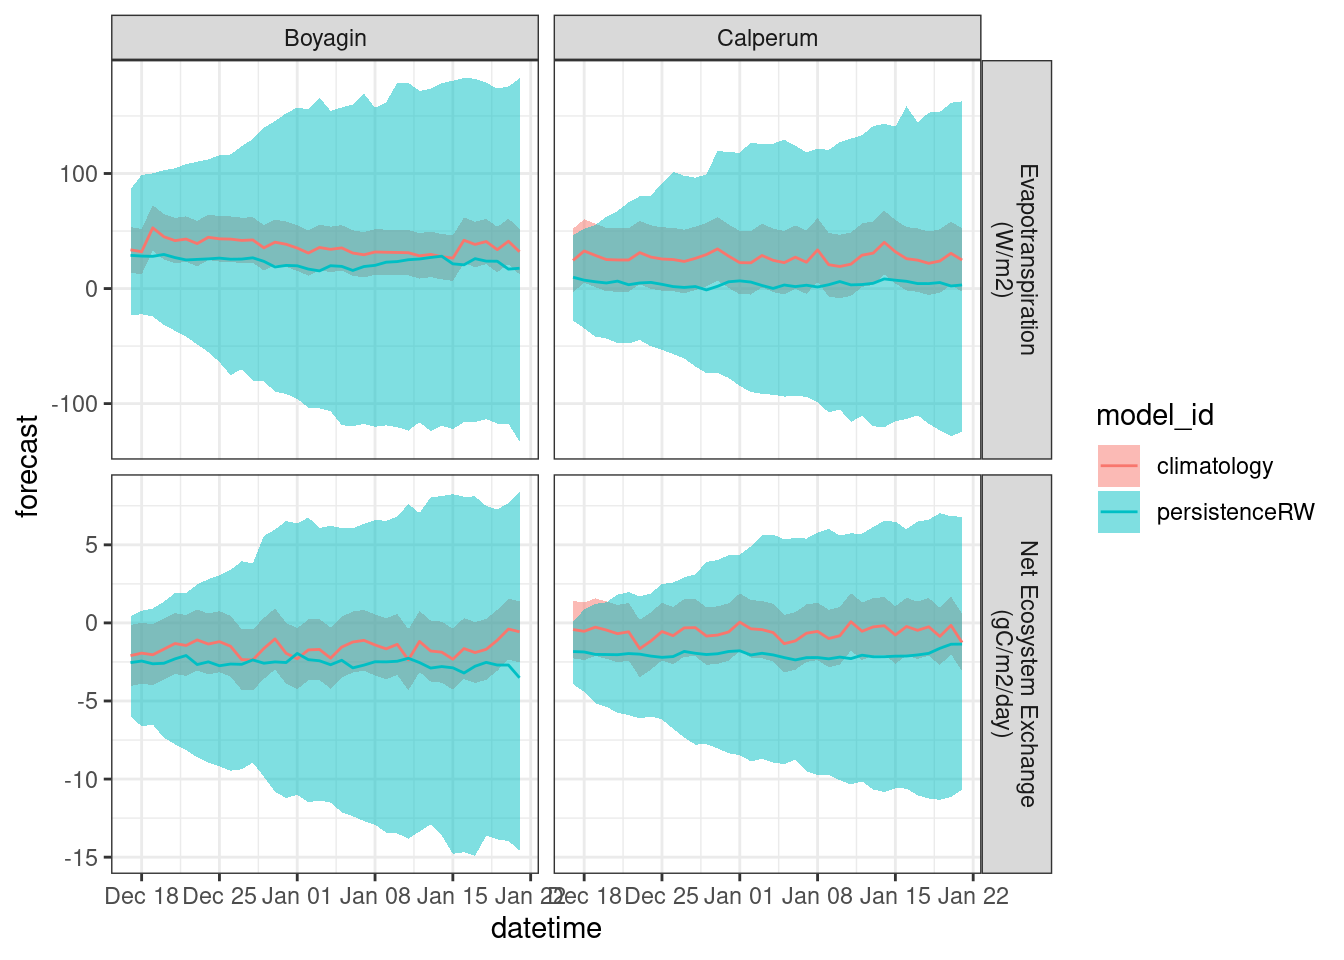 Boyagin
Calperum
forecast
100
0
-100
Evapotranspiration
(W/m2)
5
0
-5
-10
-15
Net Ecosystem Exchange
(gC/m2/day)
Dec 18 Dec 25 Jan 01 Jan 08 Jan 15 Jan 22
Dec 18 Dec 25 Jan 01 Jan 08 Jan 15 Jan 22
datetime
model_id
climatology
persistenceRW